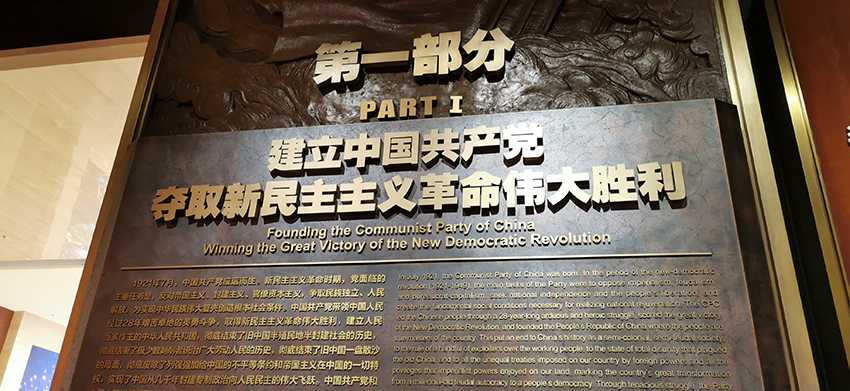 第一部分
PART I
建立中国共产党
夺取新民主主义革命伟大胜利
Founding the Communist Party of China
Winning the Great Victory of the New Democratic Revolution
1921年7月，中国共产党应运而生。新民主主义革命时期，党面临的
主要任务是，反对帝国主义、封建主义、官僚资本主义，争取民族独立、人民
解放，为实现中华民族伟大复兴创造根本社会条件。中国共产党带领中国人民
经过28年艰苦卓绝的英勇斗争，取得新民主主义革命伟大胜利，建立人民
当家作主的中华人民共和国，彻底结束了旧中国半殖民地半封建社会的历史，
彻底结束了极少数剥削者统治广大劳动人民的历史，彻底结束了旧中国一盘散沙
的局面，彻底废除了列强强加给中国的不平等条约和帝国主义在中国的一切特
权，实现了中国从几千年封建专制政治向人民民主的伟大飞跃。中国共产党和
In July 1921, the Communist Party of China was born. In the period of the new-democratic
revolution (1921-1949), the main tasks of the Party were to oppose imperialism, feudalism,
and bureaucrat-capitalism, seek national independence and the people's liberation, and
create the fundamental social conditions necessary for realizing national rejuvenation. The CPC
led the Chinese people through a 28-year-long arduous and heroic struggle, scored the great victory
of the New Democratic Revolution, and founded the People's Republic of China where the people are
true masters of the country. This put an end to China's history as a semi-colonial, semi-feudal society,
to the rule of a handful of exploiters over the working people, to the state of total disunity that plagued
the old China, and to all the unequal treaties imposed on our country by foreign powers and all the
privileges that imperialist powers enjoyed on our land, marking the country's great transformation
from a millennia-old feudal autocracy to a people's democracy. Through tenacious struggle, the Party